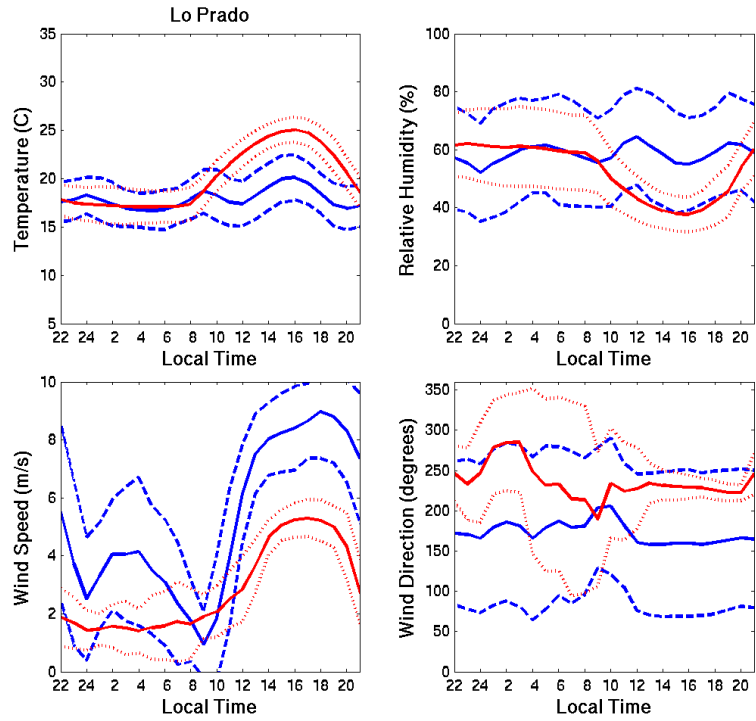 Lo Prado
35
30
25
20
15
10
5
Temperature (C)
22 24 2 4 6 8 10 12 14 16 18 20
Local Time
100
80
60
40
20
0
Relative Humidity (%)
22 24 2 4 6 8 10 12 14 16 18 20
Local Time
10
8
6
4
2
0
Wind Speed (m/s)
22 24 2 4 6 8 10 12 14 16 18 20
Local Time
350
300
250
200
150
100
50
0
Wind Direction (degrees)
22 24 2 4 6 8 10 12 14 16 18 20
Local Time